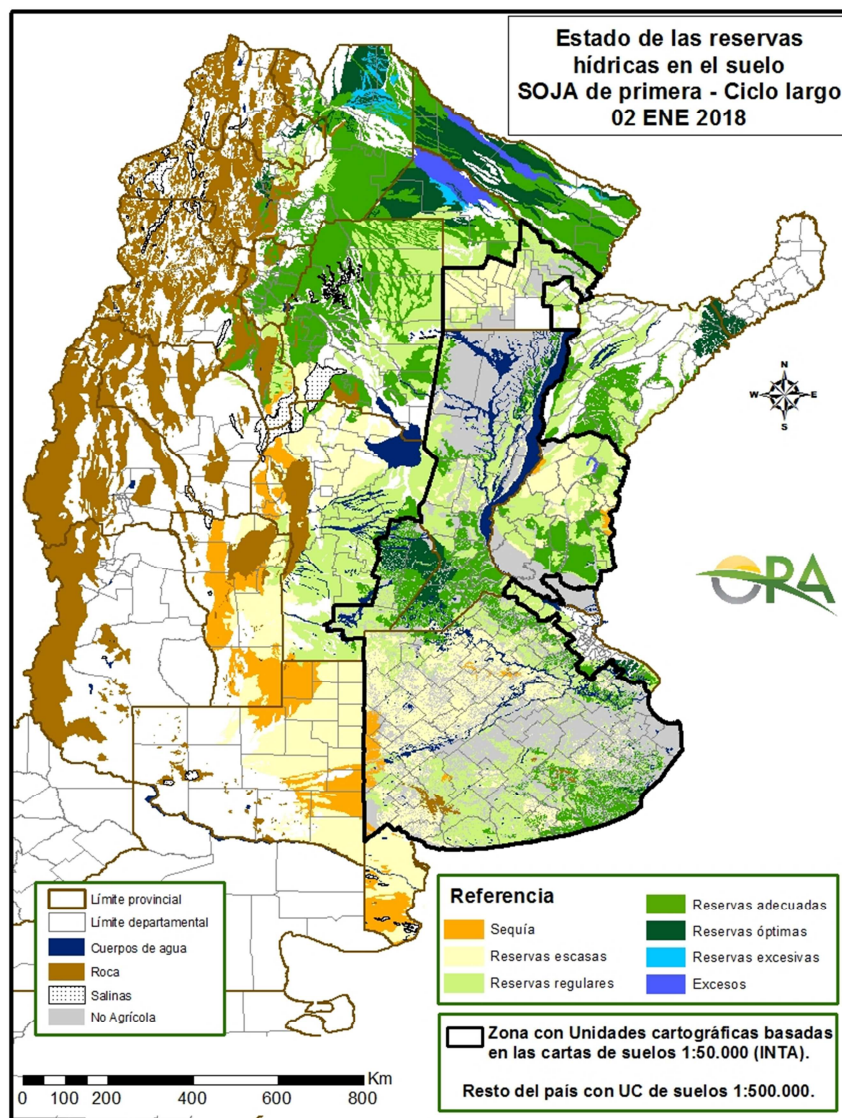 Estado de las reservas
hídricas en el suelo
SOJA de primera - Ciclo largo
02 ENE 2018
N
W E
S
OPA
Límite provincial
Límite departamental
Cuerpos de agua
Roca
Salinas
No Agrícola
Referencia
Sequía
Reservas escasas
Reservas regulares
Reservas adecuadas
Reservas óptimas
Reservas excesivas
Excesos
Zona con Unidades cartográficas basadas
en las cartas de suelos 1:50.000 (INTA).
Resto del país con UC de suelos 1:500.000.
Km
0 100 200 400 600 800